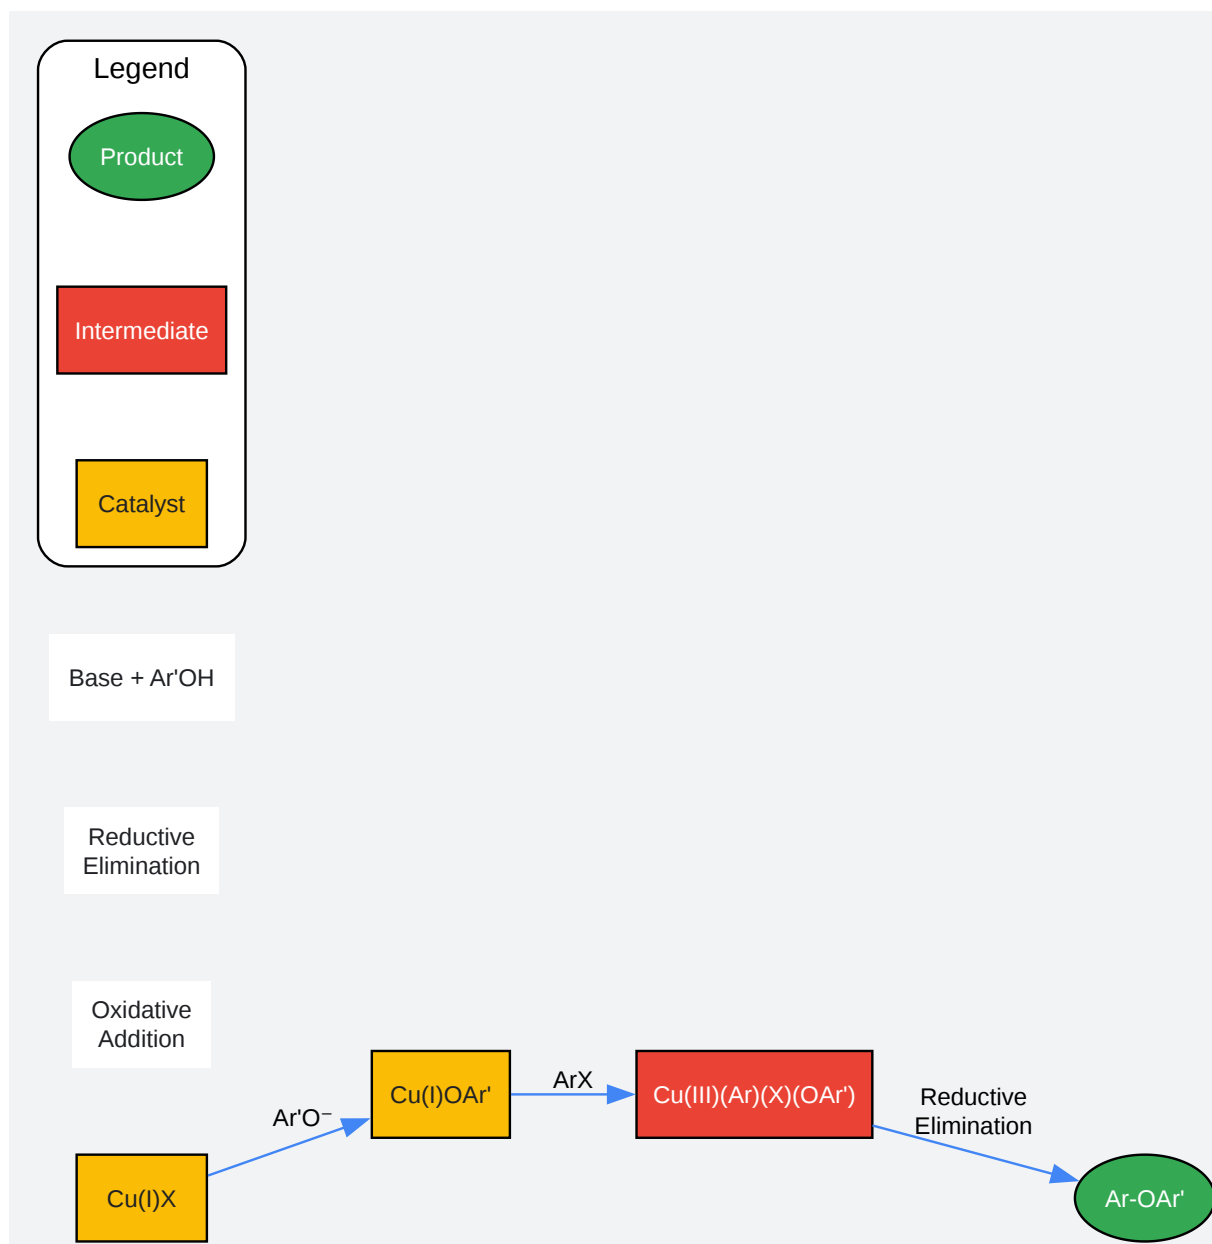 Legend
Product
Intermediate
Catalyst
Base + Ar'OH
Reductive
Elimination
Oxidative
Addition
Cu(I)X
Ar'O⁻
Cu(I)OAr'
ArX
Cu(III)(Ar)(X)(OAr')
Reductive
Elimination
Ar-OAr'